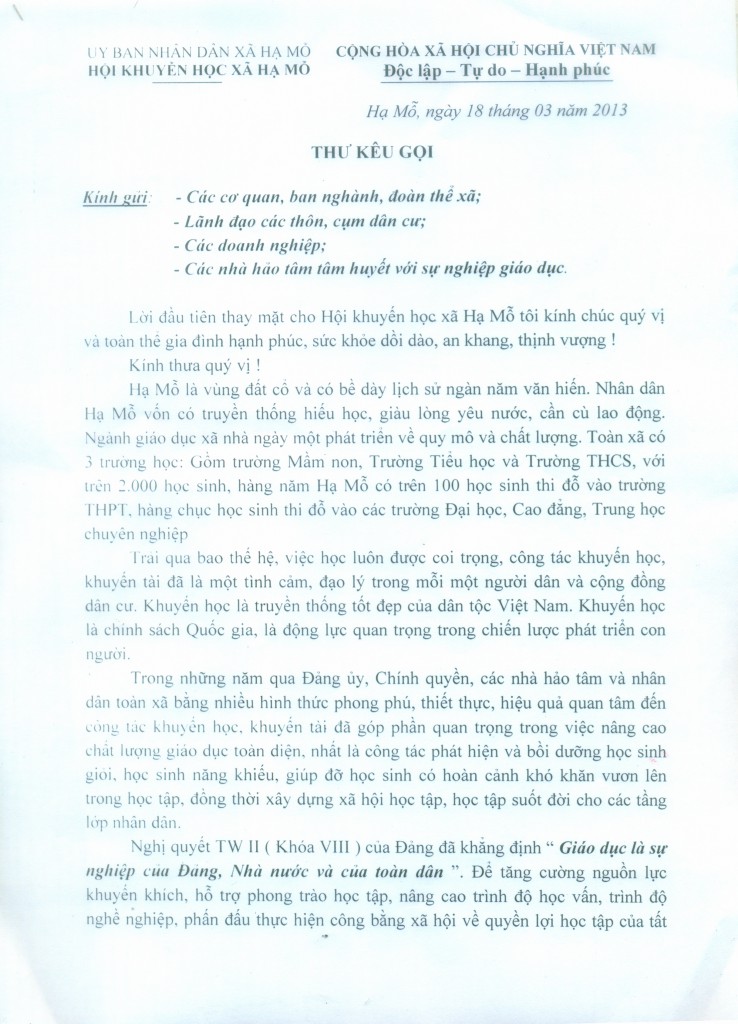 UỶ BAN NHÂN DÂN XÃ HẠ MỖ
HỘI KHUYẾN HỌC XÃ HẠ MỖ
CỘNG HÒA XÃ HỘI CHỦ NGHĨA VIỆT NAM
Độc lập – Tự do – Hạnh phúc
Hạ Mỗ, ngày 18 tháng 03 năm 2013
THƯ KÊU GỌI
Kính gửi: - Các cơ quan, ban nghành, đoàn thể xã;
- Lãnh đạo các thôn, cụm dân cư;
- Các doanh nghiệp;
- Các nhà hảo tâm tâm huyết với sự nghiệp giáo dục.
Lời đầu tiên thay mặt cho Hội khuyến học xã Hạ Mỗ tôi kính chúc quý vị
và toàn thể gia đình hạnh phúc, sức khỏe dồi dào, an khang, thịnh vượng !
Kính thưa quý vị !
Hạ Mỗ là vùng đất cổ và có bề dày lịch sử ngàn năm văn hiến. Nhân dân
Hạ Mỗ vốn có truyền thống hiếu học, giàu lòng yêu nước, cần cù lao động.
Ngành giáo dục xã nhà ngày một phát triển về quy mô và chất lượng. Toàn xã có
3 trường học: Gồm trường Mầm non, Trường Tiểu học và Trường THCS, với
trên 2.000 học sinh, hàng năm Hạ Mỗ có trên 100 học sinh thi đỗ vào trường
THPT, hàng chục học sinh thi đỗ vào các trường Đại học, Cao đẳng, Trung học
chuyên nghiệp
Trải qua bao thế hệ, việc học luôn được coi trọng, công tác khuyến học,
khuyến tài đã là một tình cảm, đạo lý trong mỗi một người dân và cộng đồng
dân cư. Khuyến học là truyền thống tốt đẹp của dân tộc Việt Nam. Khuyến học
là chính sách Quốc gia, là động lực quan trọng trong chiến lược phát triển con
người.
Trong những năm qua Đảng ủy, Chính quyền, các nhà hảo tâm và nhân
dân toàn xã bằng nhiều hình thức phong phú, thiết thực, hiệu quả quan tâm đến
công tác khuyến học, khuyến tài đã góp phần quan trọng trong việc nâng cao
chất lượng giáo dục toàn diện, nhất là công tác phát hiện và bồi dưỡng học sinh
giỏi, học sinh năng khiếu, giúp đỡ học sinh có hoàn cảnh khó khăn vươn lên
trong học tập, đồng thời xây dựng xã hội học tập, học tập suốt đời cho các tầng
lớp nhân dân.
Nghị quyết TW II ( Khóa VIII ) của Đảng đã khẳng định “ Giáo dục là sự
nghiệp của Đảng, Nhà nước và của toàn dân ”. Để tăng cường nguồn lực
khuyến khích, hỗ trợ phong trào học tập, nâng cao trình độ học vấn, trình độ
nghề nghiệp, phấn đấu thực hiện công bằng xã hội về quyền lợi học tập của tất